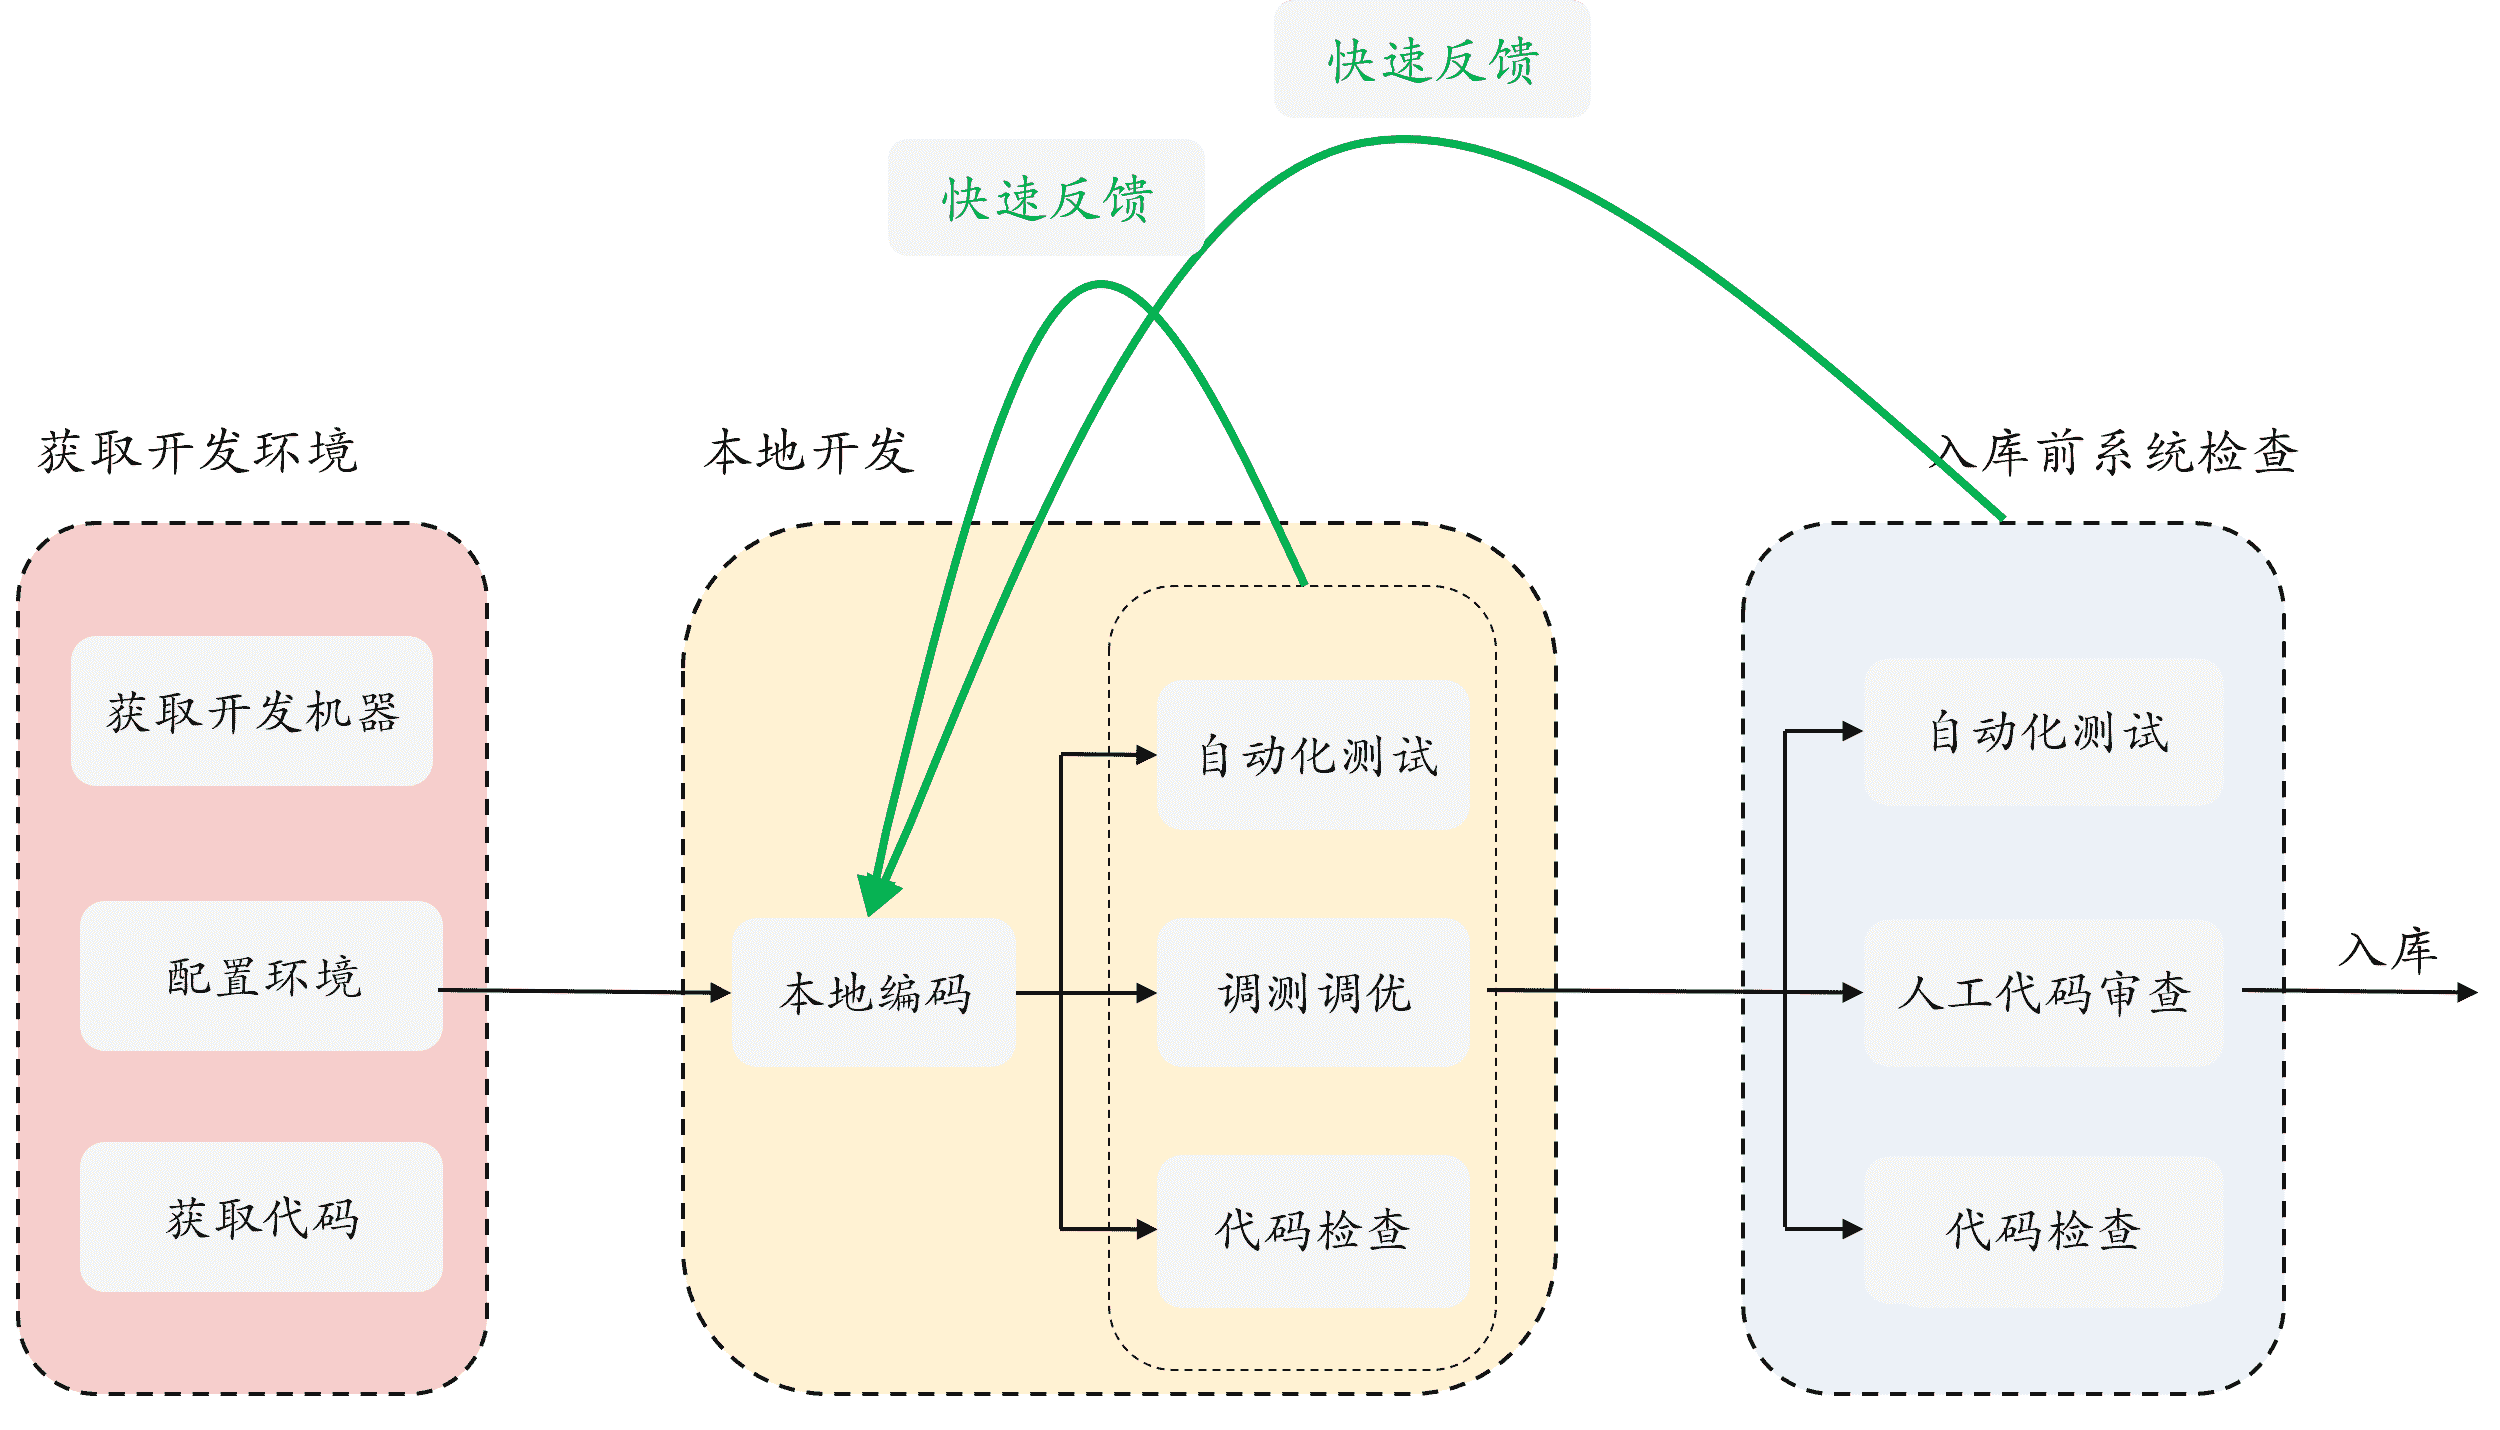 快速反馈
快速反馈
获取开发环境
本地开发
入库前系统检查
获取开发机器
配置环境
获取代码
本地编码
自动化测试
调测调优
代码检查
自动化测试
人工代码审查
代码检查
入库